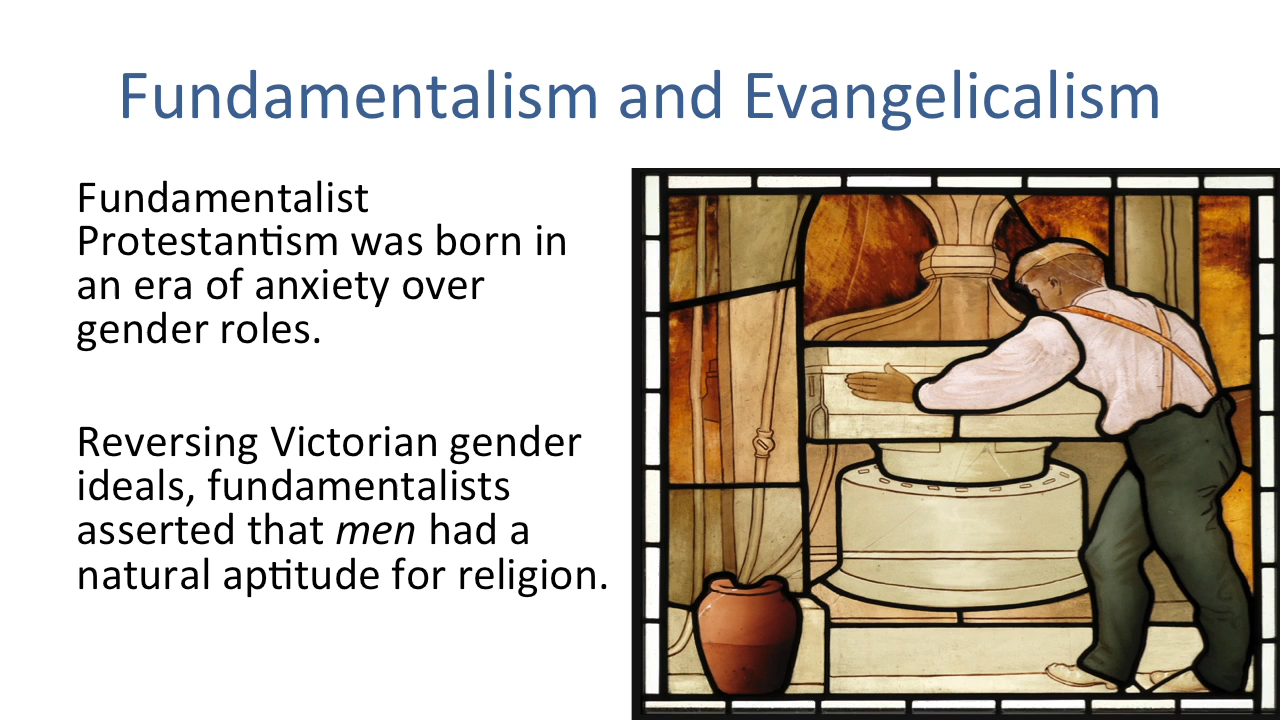 Fundamentalism and Evangelicalism
Fundamentalist
Protestantism was born in
an era of anxiety over
gender roles.
Reversing Victorian gender
ideals, fundamentalists
asserted that men had a
natural aptitude for religion.